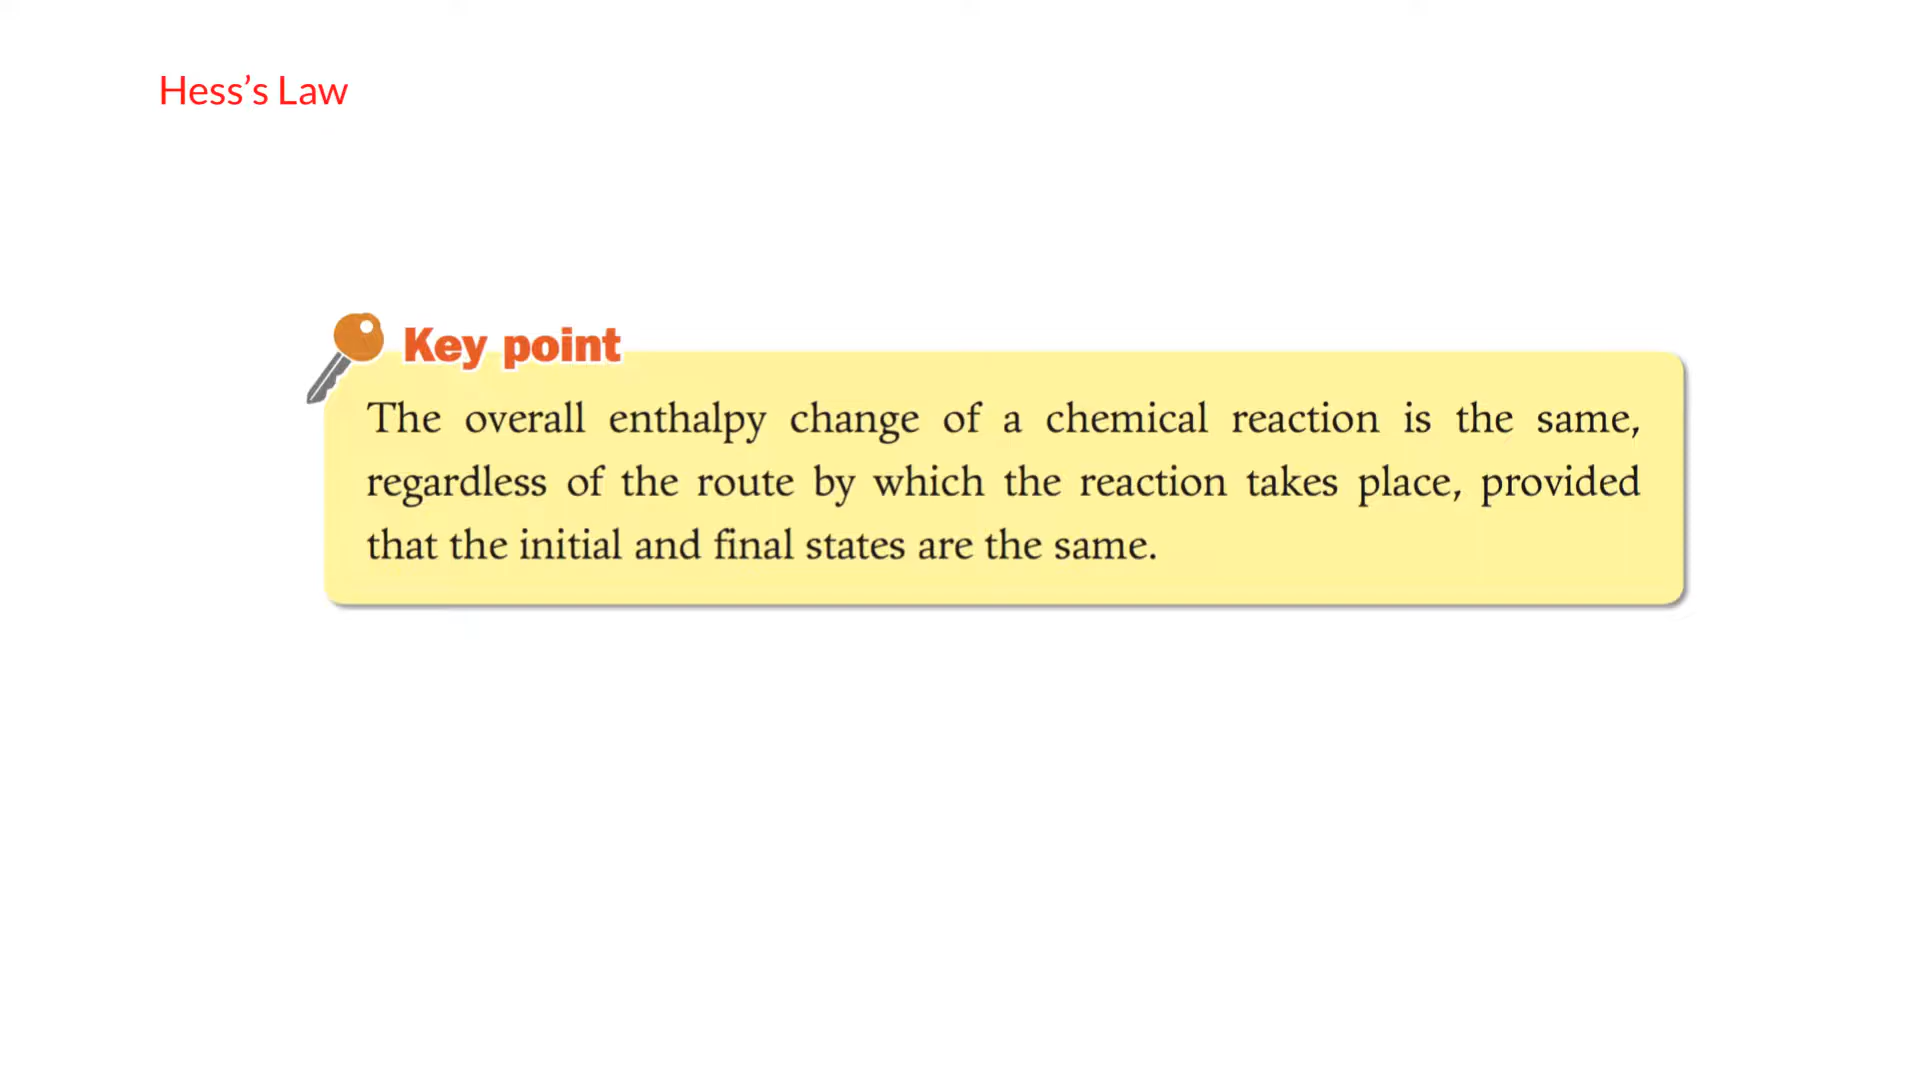 Hess’s Law
Key point
The overall enthalpy change of a chemical reaction is the same,
regardless of the route by which the reaction takes place, provided
that the initial and final states are the same.